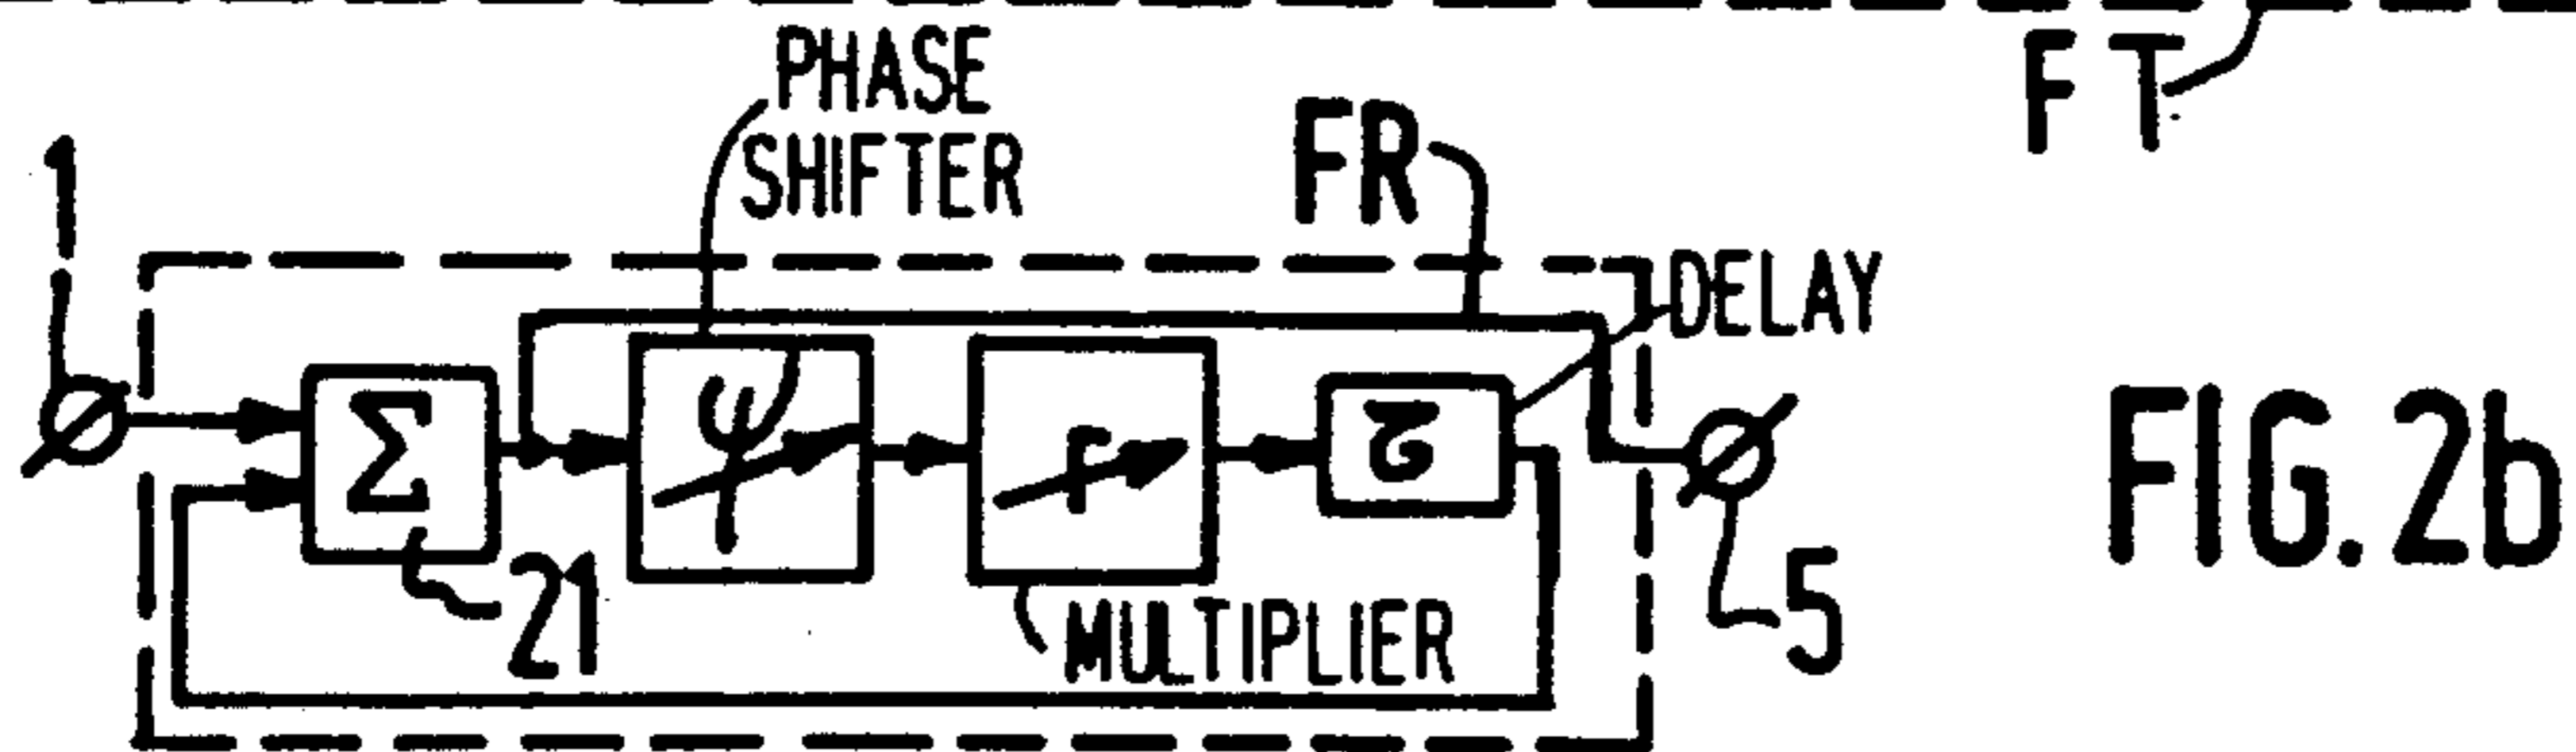 FT
PHASE
SHIFTER
1
FR
DELAY
Σ
ψ
r
τ
21
MULTIPLIER
5
FIG. 2b